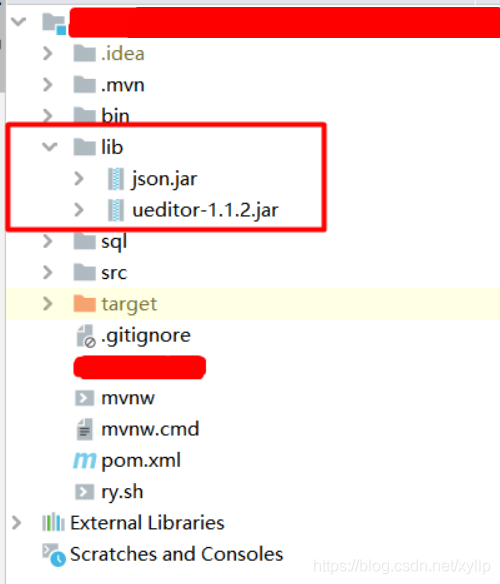 .idea
.mvn
bin
lib
json.jar
ueditor-1.1.2.jar
sql
src
target
.gitignore
mvnw
mvnw.cmd
pom.xml
ry.sh
External Libraries
Scratches and Consoles
https://blog.csdn.net/xyllp